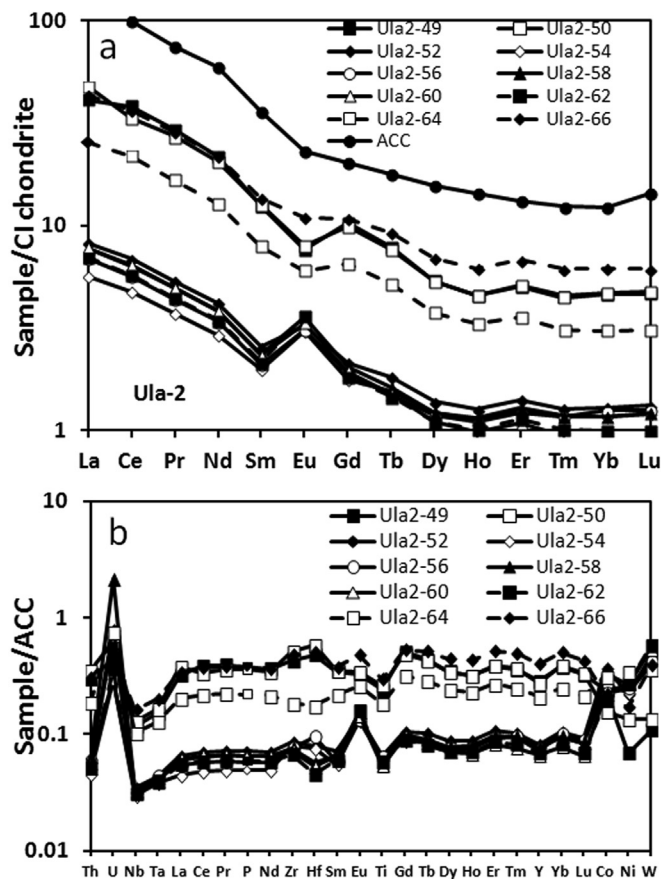 100
a
Ula2-49 Ula2-50
Ula2-52 Ula2-54
Ula2-56 Ula2-58
Ula2-60 Ula2-62
Ula2-64 Ula2-66
ACC
Sample/CI chondrite
10
Ula-2
1
La Ce Pr Nd Sm Eu Gd Tb Dy Ho Er Tm Yb Lu
10
b
Ula2-49 Ula2-50
Ula2-52 Ula2-54
Ula2-56 Ula2-58
Ula2-60 Ula2-62
Ula2-64 Ula2-66
1
Sample/ACC
0.1
0.01
Th U Nb Ta La Ce Pr P Nd Zr Hf Sm Eu Ti Gd Tb Dy Ho Er Tm Y Yb Lu Co Ni W